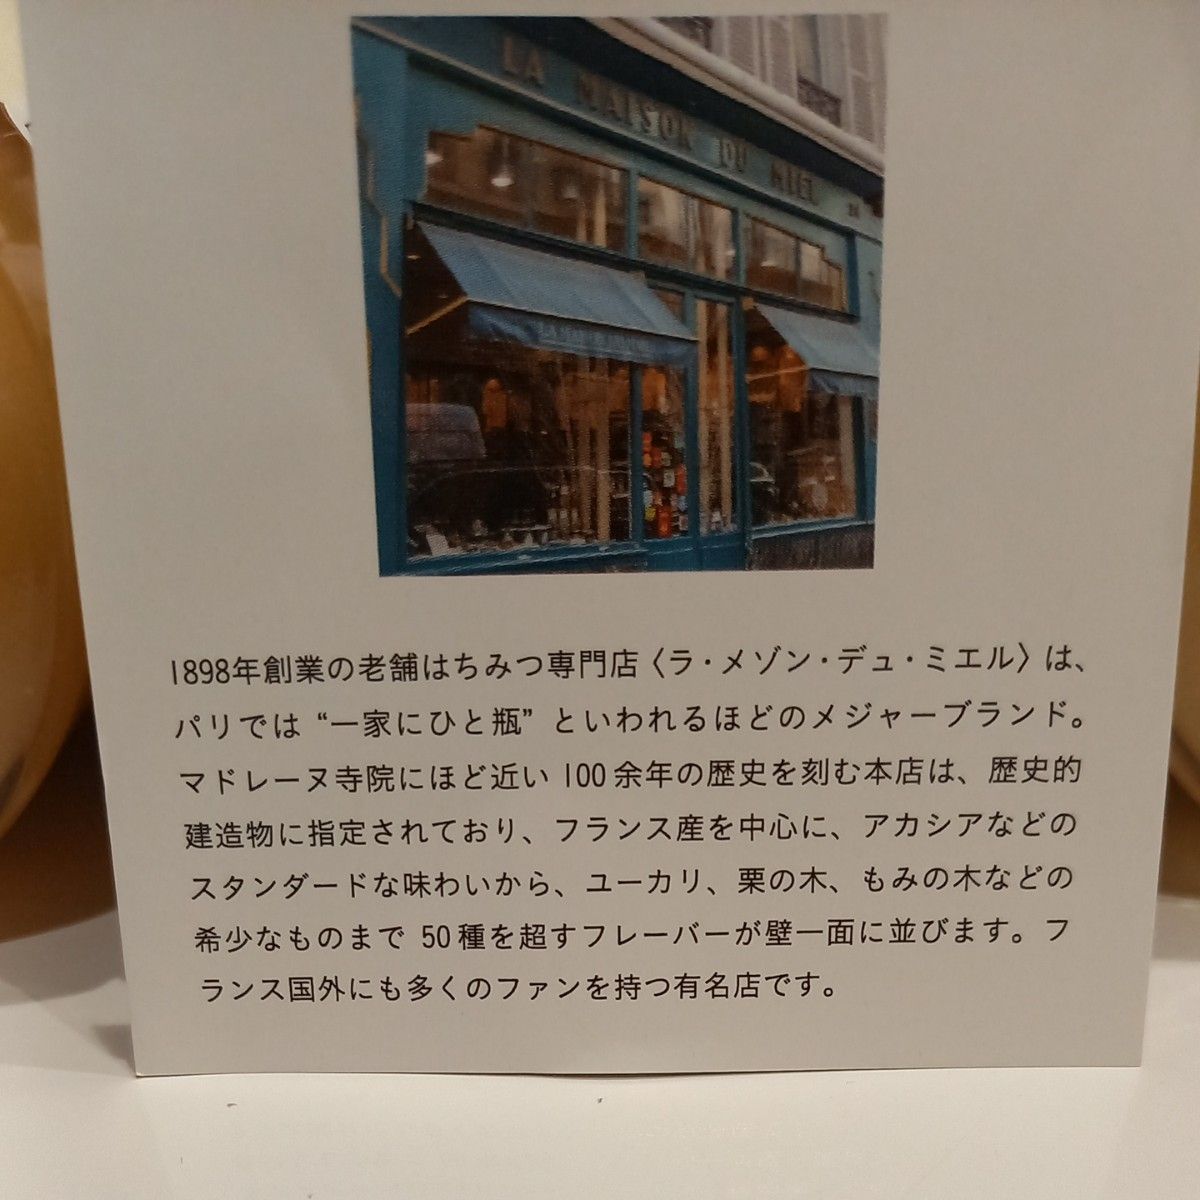 LA MAISON DU MIEL
1898年創業の老舗はちみつ専門店〈ラ・メゾン・デュ・ミエル〉は、
パリでは “一家にひと瓶” といわれるほどのメジャーブランド。
マドレーヌ寺院にほど近い 100余年の歴史を刻む本店は、歴史的
建造物に指定されており、フランス産を中心に、アカシアなどの
スタンダードな味わいから、ユーカリ、栗の木、もみの木などの
希少なものまで 50種を超すフレーバーが壁一面に並びます。フ
ランス国外にも多くのファンを持つ有名店です。